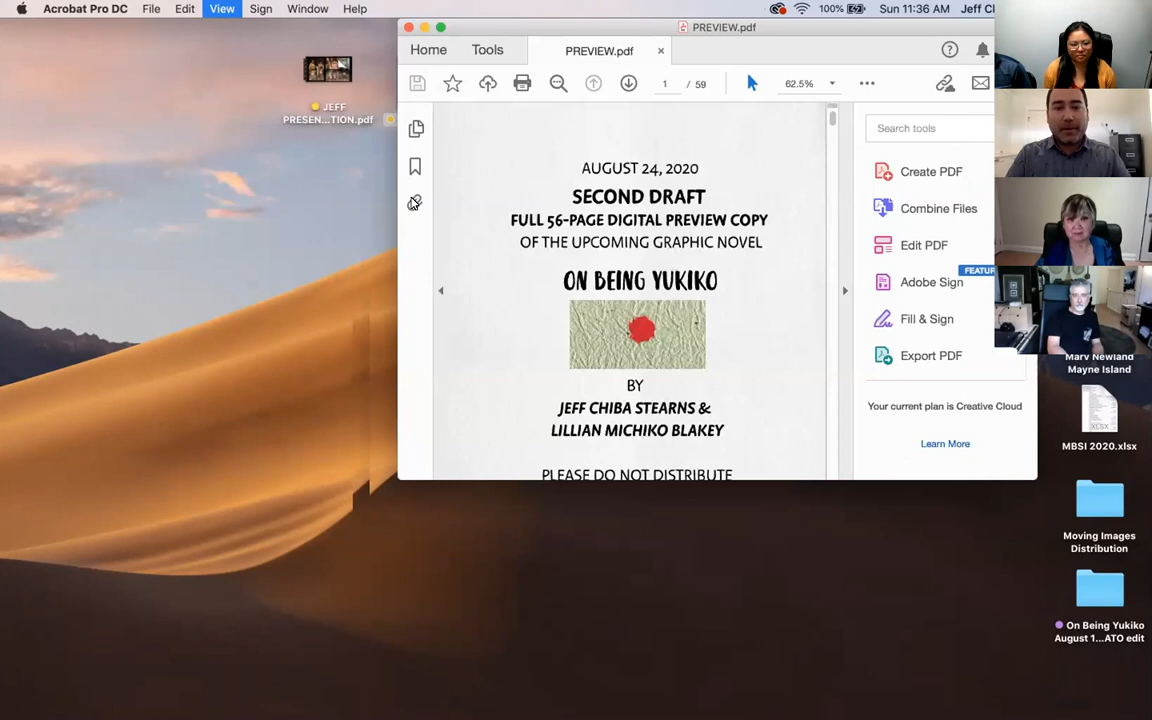 Acrobat Pro DC File Edit View Sign Window Help 100% Sun 11:36 AM Jeff Cl
PREVIEW.pdf
Home Tools PREVIEW.pdf ×
1 / 59 62.5%
JEFF
PRESEN...TION.pdf
AUGUST 24, 2020
SECOND DRAFT
FULL 56-PAGE DIGITAL PREVIEW COPY
OF THE UPCOMING GRAPHIC NOVEL
ON BEING YUKIKO
BY
JEFF CHIBA STEARNS &
LILLIAN MICHIKO BLAKEY
PLEASE DO NOT DISTRIBUTE
Search tools
Create PDF
Combine Files
Edit PDF
FEATUR
Adobe Sign
Fill & Sign
Export PDF
Your current plan is Creative Cloud
Learn More
Marv Newland
Mayne Island
XLSX
MBSI 2020.xlsx
Moving Images
Distribution
On Being Yukiko
August 1...ATO edit